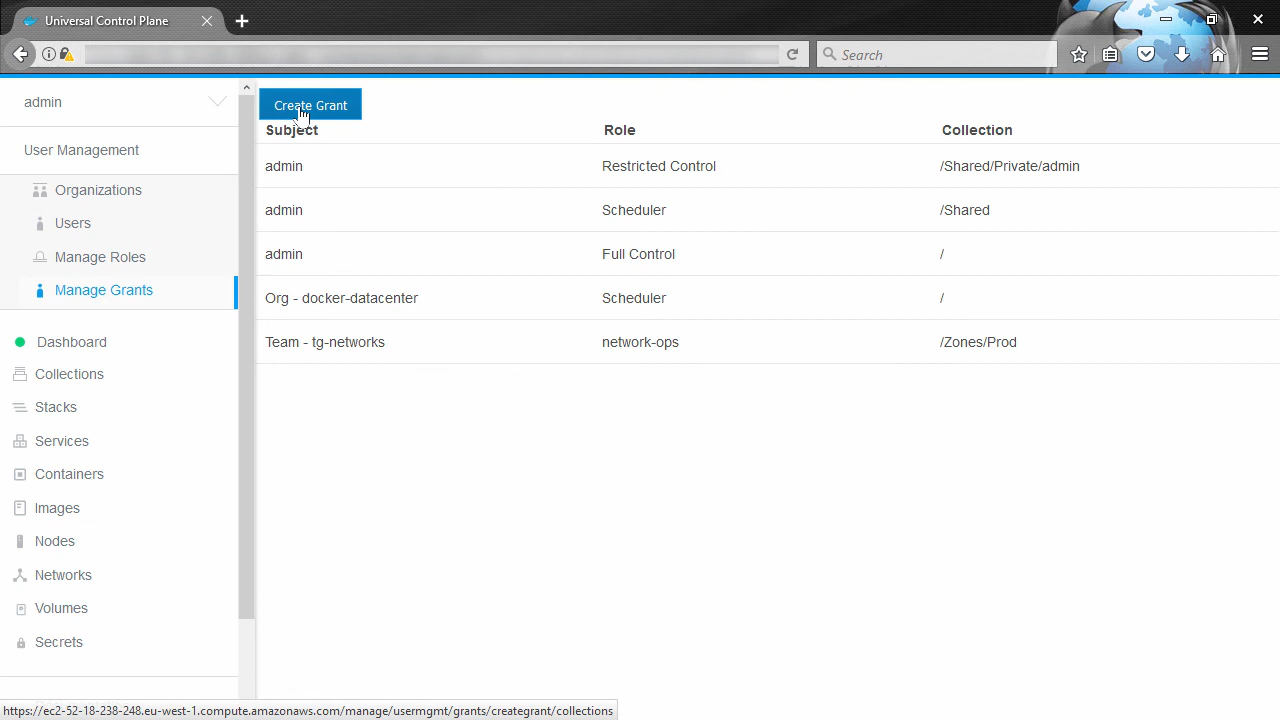 Universal Control Plane
Search
admin
User Management
Organizations
Users
Manage Roles
Manage Grants
Dashboard
Collections
Stacks
Services
Containers
Images
Nodes
Networks
Volumes
Secrets
Create Grant
Subject Role Collection
admin Restricted Control /Shared/Private/admin
admin Scheduler /Shared
admin Full Control /
Org - docker-datacenter Scheduler /
Team - tg-networks network-ops /Zones/Prod
https://ec2-52-18-238-248.eu-west-1.compute.amazonaws.com/manage/usermgmt/grants/creategrant/collections